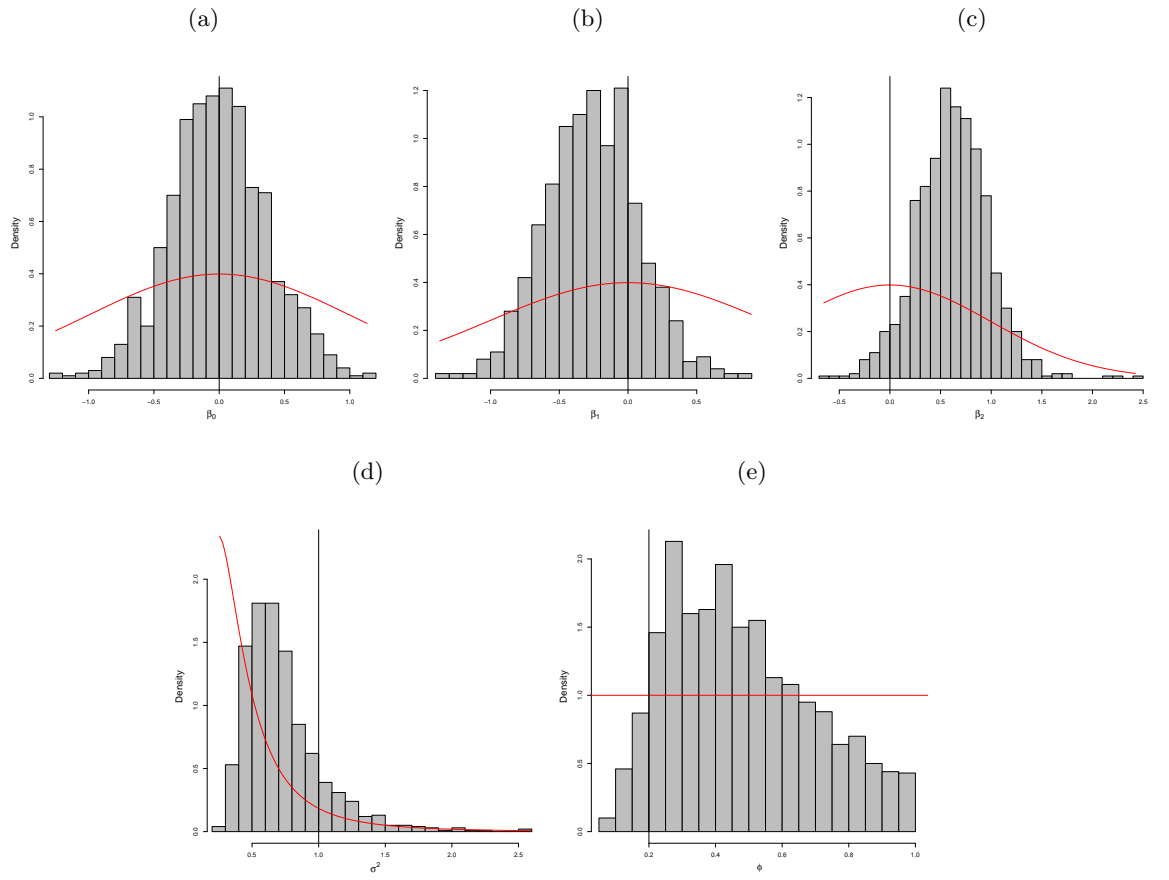 (a)
(b)
(c)
Density
0.0 0.2 0.4 0.6 0.8 1.0
−1.0 −0.5 0.0 0.5 1.0
β0
Density
0.0 0.2 0.4 0.6 0.8 1.0 1.2
−1.0 −0.5 0.0 0.5
β1
Density
0.0 0.2 0.4 0.6 0.8 1.0 1.2
−0.5 0.0 0.5 1.0 1.5 2.0 2.5
β2
(d)
(e)
Density
0.0 0.5 1.0 1.5 2.0
0.5 1.0 1.5 2.0 2.5
σ²
Density
0.0 0.5 1.0 1.5 2.0
0.2 0.4 0.6 0.8 1.0
ϕ